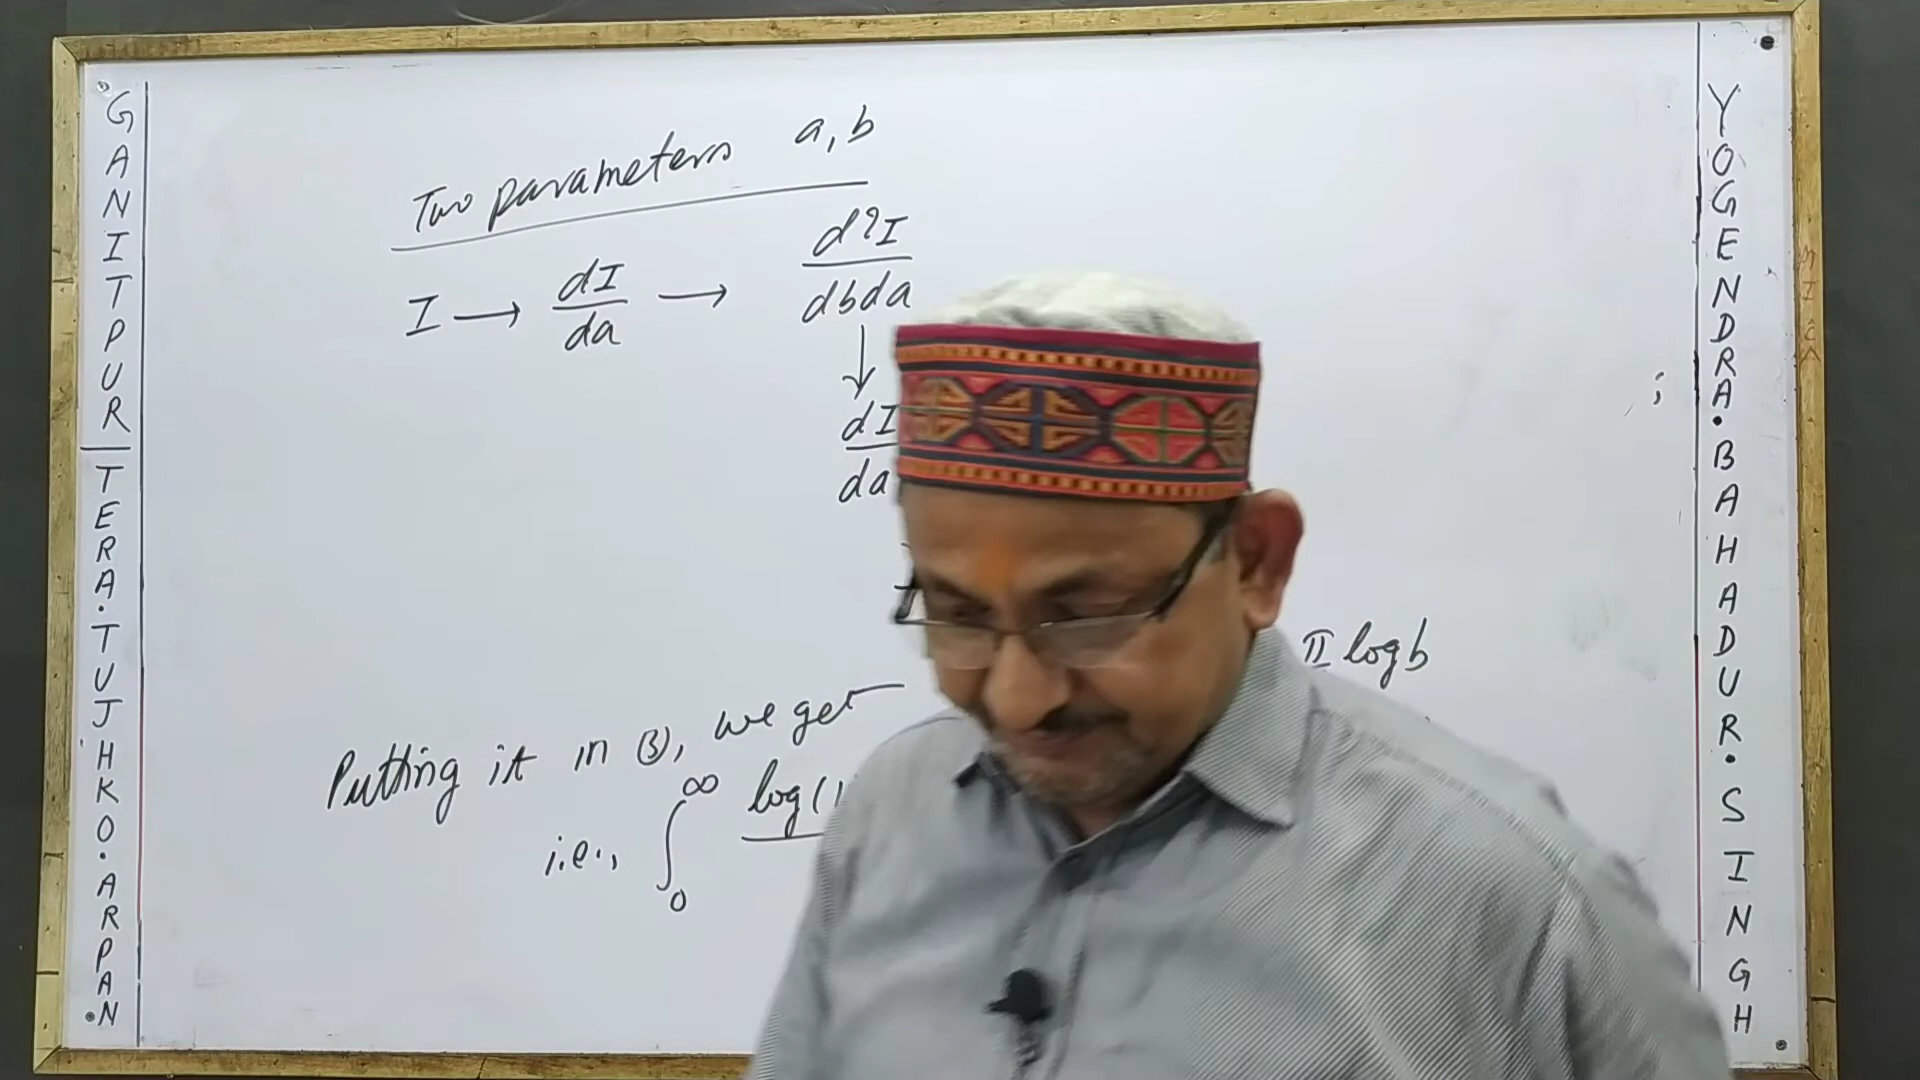 GANITPUR
TERA.TUJHKO.ARPAN.
Two parameters a, b
I → dI/da → d²I/dbda
↓
dI
da
π log b
Putting it in ③, we get
i.e., ∫₀^∞ log(1
YOGENDRA.BAHADUR.SINGH